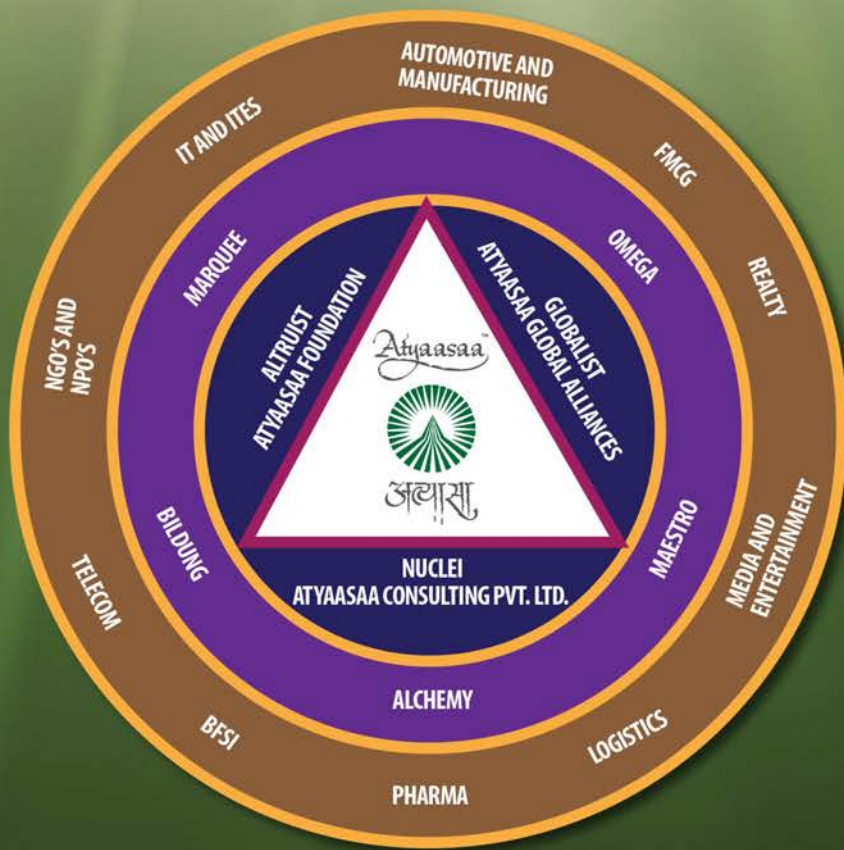 AUTOMOTIVE AND
MANUFACTURING
FMCG
REALTY
MEDIA AND
ENTERTAINMENT
LOGISTICS
PHARMA
BFSI
TELECOM
NGO'S AND
NPO'S
IT AND ITES
MARQUEE
OMEGA
MAESTRO
ALCHEMY
BILDUNG
ALTRUIST
ATYAASAA FOUNDATION
GLOBALIST
ATYAASAA GLOBAL ALLIANCES
NUCLEI
ATYAASAA CONSULTING PVT. LTD.
Atyaasaa™
अत्यासा